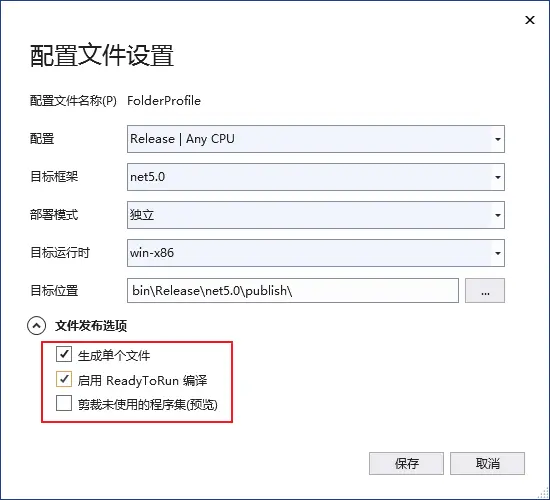 配置文件设置
配置文件名称(P) FolderProfile
配置 Release | Any CPU
目标框架 net5.0
部署模式 独立
目标运行时 win-x86
目标位置 bin\Release\net5.0\publish\ ...
文件发布选项
生成单个文件
启用 ReadyToRun 编译
剪裁未使用的程序集(预览)
保存 取消